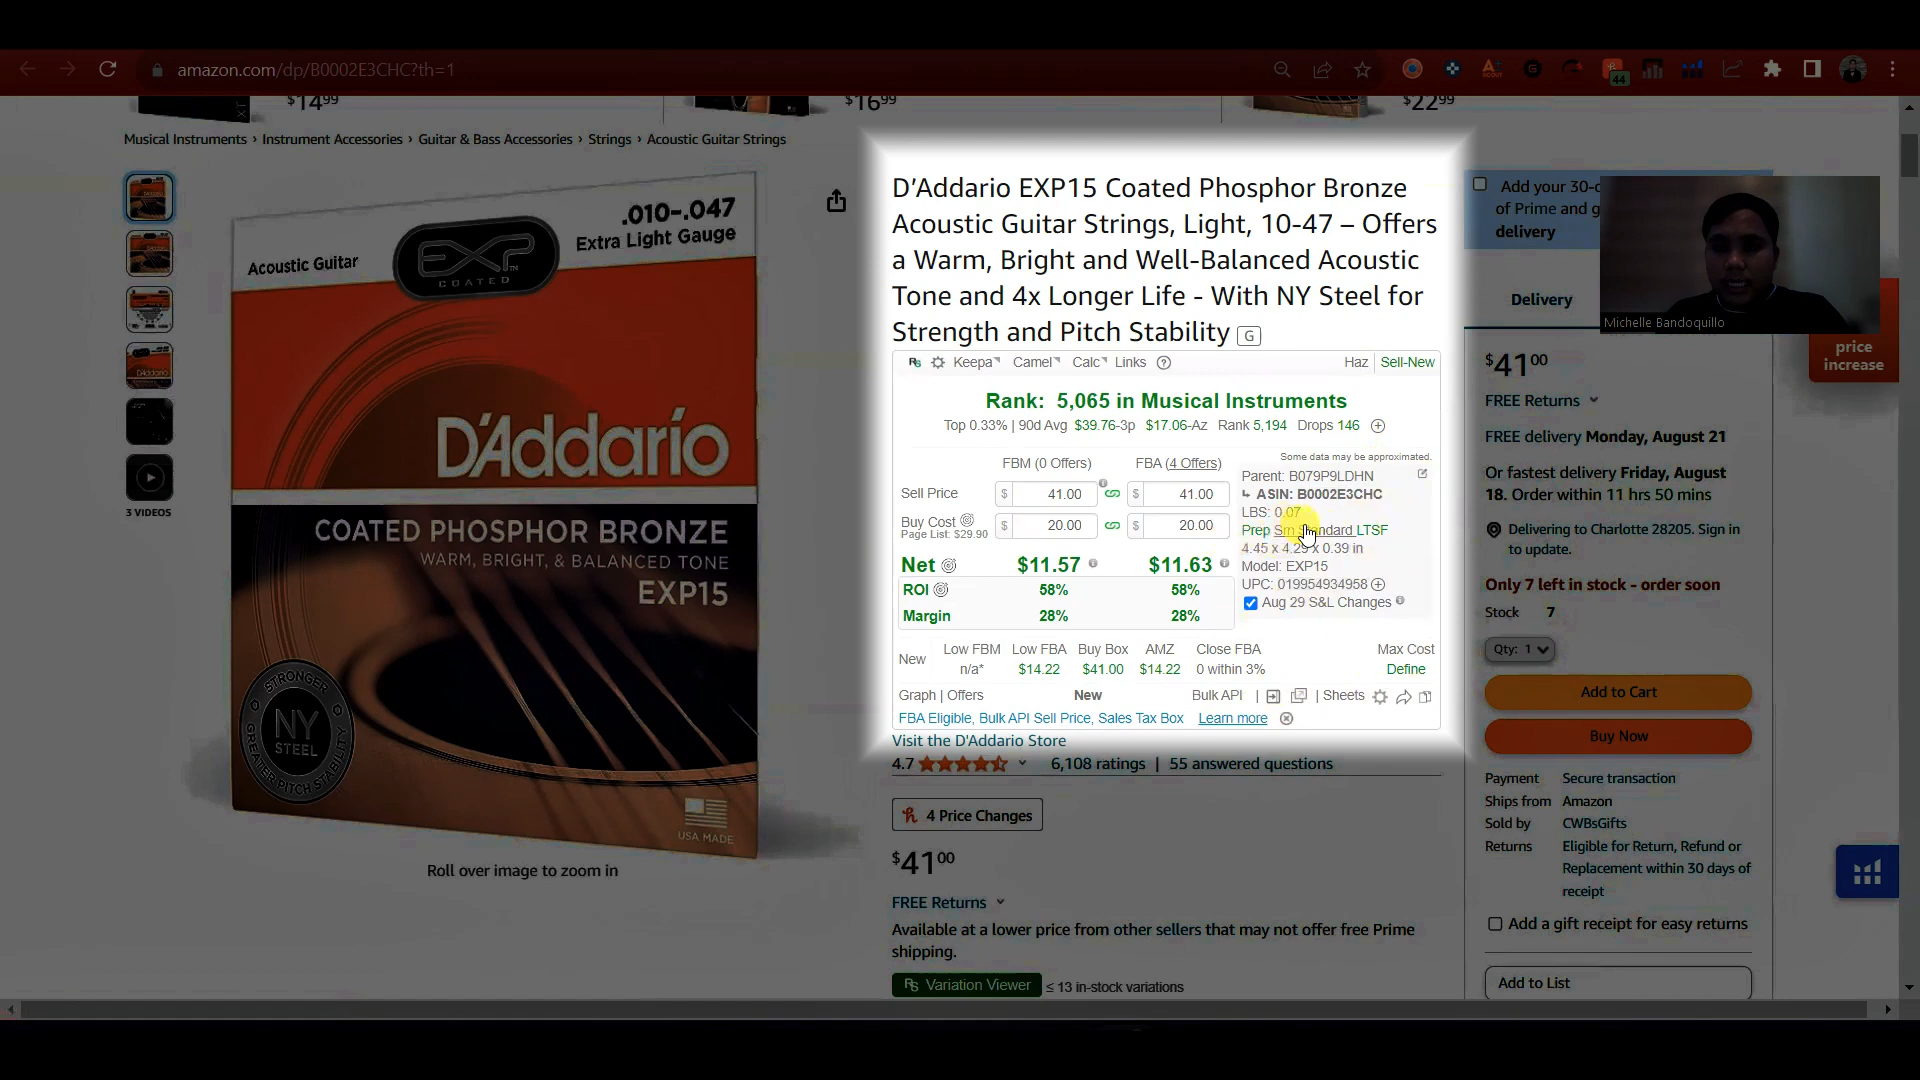 amazon.com/dp/B0002E3CHC?th=1
44
$14.99
$16.99
$22.99
Musical Instruments › Instrument Accessories › Guitar & Bass Accessories › Strings › Acoustic Guitar Strings
3 VIDEOS
.010-.047
Extra Light Gauge
Acoustic Guitar
EXP
COATED
D'Addario
COATED PHOSPHOR BRONZE
WARM, BRIGHT, & BALANCED TONE
EXP15
STRONGER
NY
STEEL
GREATER PITCH STABILITY
USA MADE
Roll over image to zoom in
D'Addario EXP15 Coated Phosphor Bronze
Acoustic Guitar Strings, Light, 10-47 – Offers
a Warm, Bright and Well-Balanced Acoustic
Tone and 4x Longer Life - With NY Steel for
Strength and Pitch Stability G
Keepa Camel Calc Links ? Haz Sell-New
Rank: 5,065 in Musical Instruments
Top 0.33% | 90d Avg $39.76-3p $17.06-Az Rank 5,194 Drops 146
Some data may be approximated.
FBM (0 Offers) FBA (4 Offers)
Sell Price $ 41.00 $ 41.00
Buy Cost $ 20.00 $ 20.00
Page List: $29.90
Net $11.57 $11.63
ROI 58% 58%
Margin 28% 28%
Parent: B079P9LDHN
ASIN: B0002E3CHC
LBS: 0.07
Prep Sm Standard LTSF
4.45 x 4.29 x 0.39 in
Model: EXP15
UPC: 019954934958
Aug 29 S&L Changes
Low FBM Low FBA Buy Box AMZ Close FBA Max Cost
New n/a* $14.22 $41.00 $14.22 0 within 3% Define
Graph | Offers New Bulk API | | Sheets
FBA Eligible, Bulk API Sell Price, Sales Tax Box Learn more
Visit the D'Addario Store
4.7 6,108 ratings | 55 answered questions
4 Price Changes
$41.00
FREE Returns
Available at a lower price from other sellers that may not offer free Prime
shipping.
Variation Viewer ≤ 13 in-stock variations
Add your 30-d
of Prime and g
delivery
Michelle Bandoquillo
Delivery
price
increase
$41.00
FREE Returns
FREE delivery Monday, August 21
Or fastest delivery Friday, August
18. Order within 11 hrs 50 mins
Delivering to Charlotte 28205. Sign in
to update.
Only 7 left in stock - order soon
Stock 7
Qty: 1
Add to Cart
Buy Now
Payment Secure transaction
Ships from Amazon
Sold by CWBsGifts
Returns Eligible for Return, Refund or
Replacement within 30 days of
receipt
Add a gift receipt for easy returns
Add to List